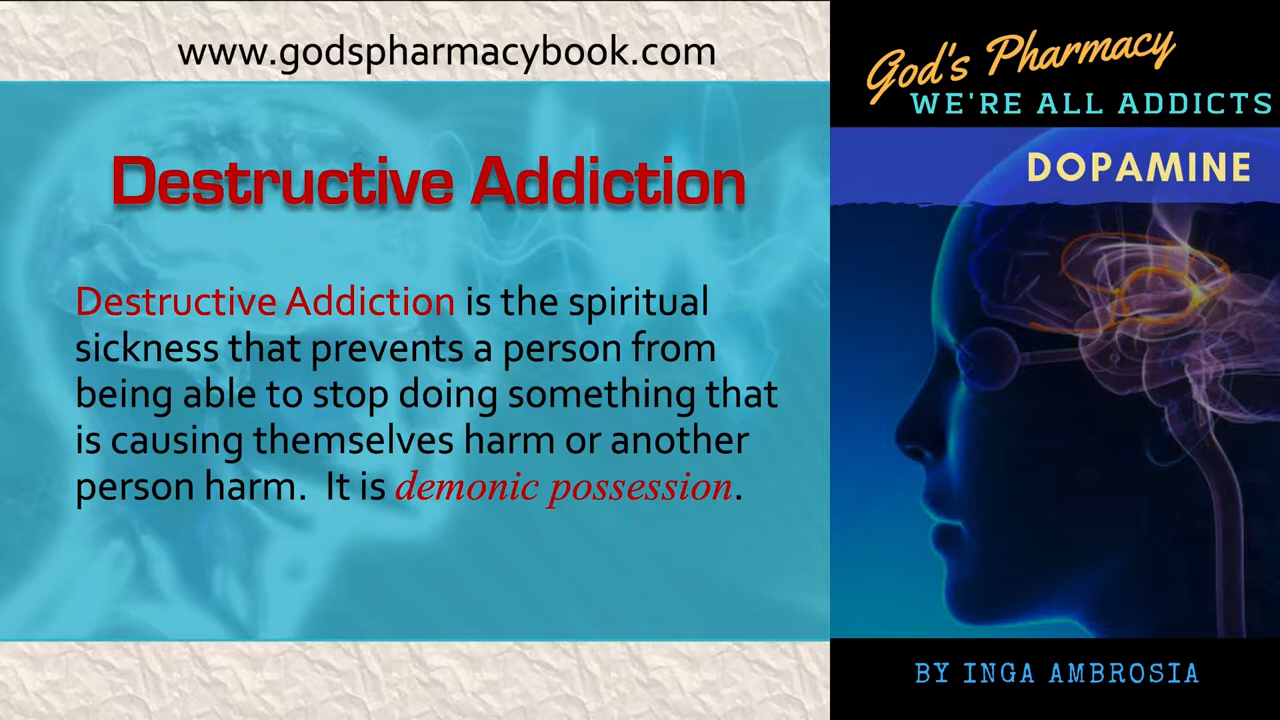 www.godspharmacybook.com
Destructive Addiction
Destructive Addiction is the spiritual
sickness that prevents a person from
being able to stop doing something that
is causing themselves harm or another
person harm.  It is demonic possession.
God's Pharmacy
WE'RE ALL ADDICTS
DOPAMINE
BY INGA AMBROSIA